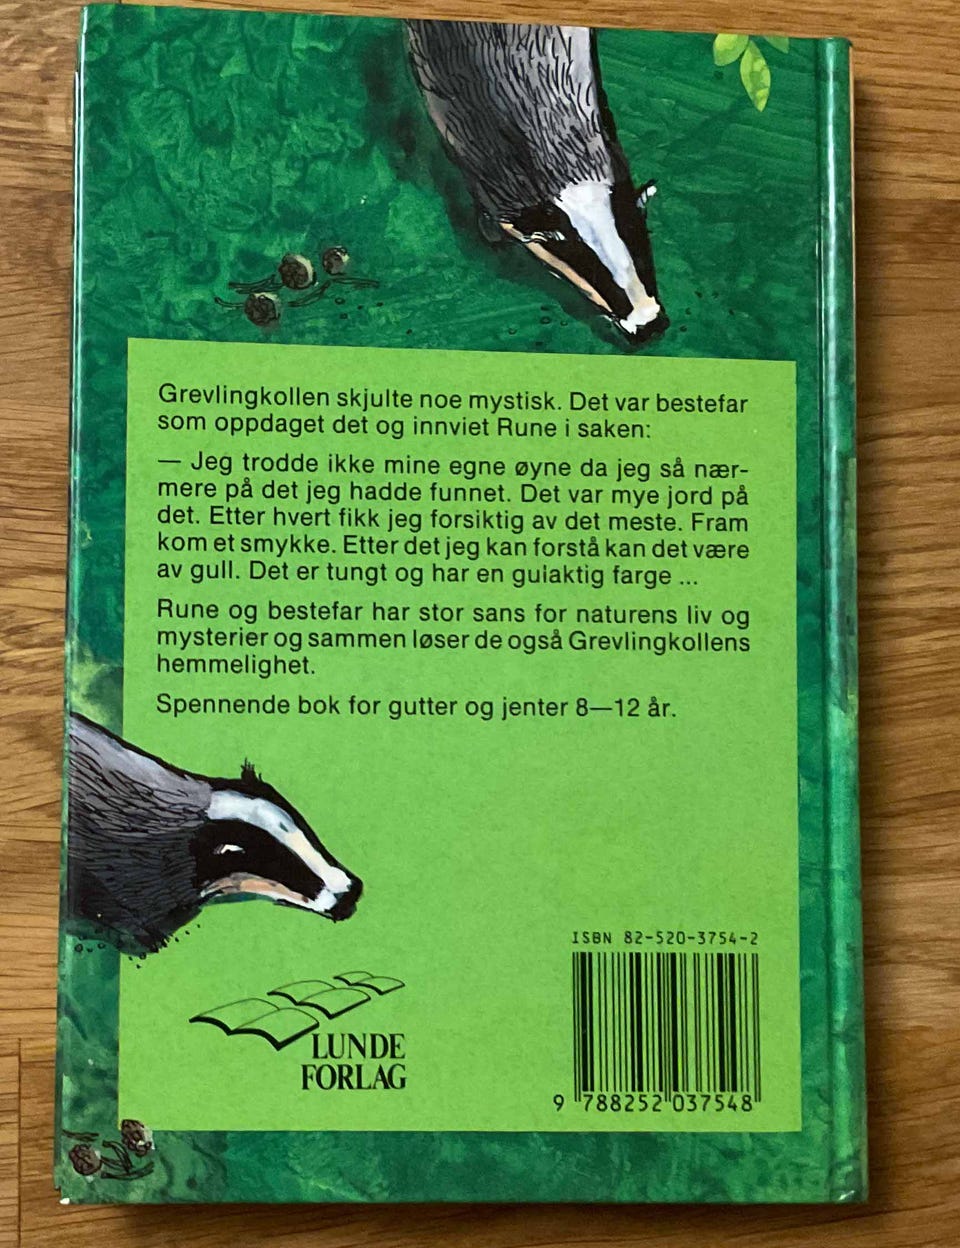 Grevlingkollen skjulte noe mystisk. Det var bestefar
som oppdaget det og innviet Rune i saken:
— Jeg trodde ikke mine egne øyne da jeg så nær-
mere på det jeg hadde funnet. Det var mye jord på
det. Etter hvert fikk jeg forsiktig av det meste. Fram
kom et smykke. Etter det jeg kan forstå kan det være
av gull. Det er tungt og har en gulaktig farge ...
Rune og bestefar har stor sans for naturens liv og
mysterier og sammen løser de også Grevlingkollens
hemmelighet.
Spennende bok for gutter og jenter 8—12 år.
ISBN 82-520-3754-2
LUNDE
FORLAG
9 788252 037548